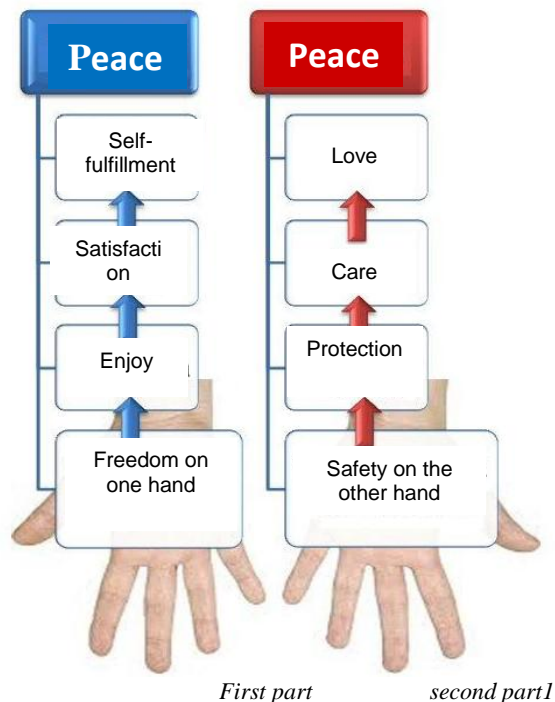 Peace
Self-
fulfillment
Satisfacti
on
Enjoy
Freedom on
one hand
Peace
Love
Care
Protection
Safety on the
other hand
First part
second part1